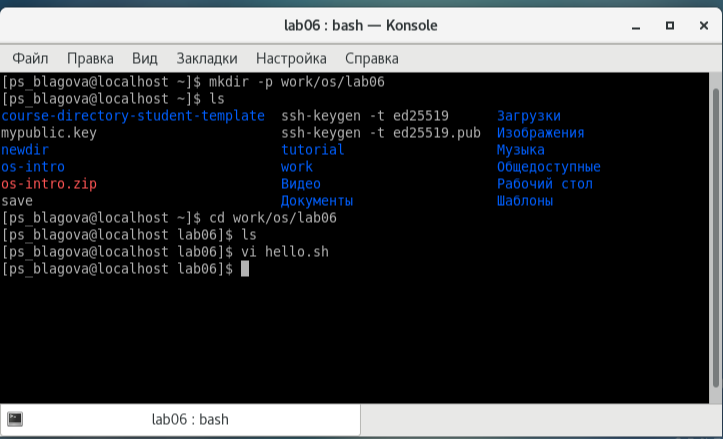 lab06 : bash — Konsole
Файл Правка Вид Закладки Настройка Справка
[ps_blagova@localhost ~]$ mkdir -p work/os/lab06
[ps_blagova@localhost ~]$ ls
course-directory-student-template ssh-keygen -t ed25519 Загрузки
mypublic.key ssh-keygen -t ed25519.pub Изображения
newdir tutorial Музыка
os-intro work Общедоступные
os-intro.zip Видео Рабочий стол
save Документы Шаблоны
[ps_blagova@localhost ~]$ cd work/os/lab06
[ps_blagova@localhost lab06]$ ls
[ps_blagova@localhost lab06]$ vi hello.sh
[ps_blagova@localhost lab06]$
lab06 : bash